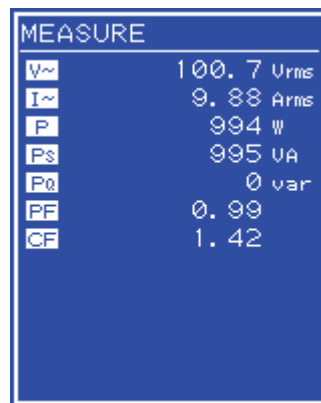 MEASURE
V~ 100.7 Vrms
I~ 9.88 Arms
P 994 W
PS 995 VA
PQ 0 var
PF 0.99
CF 1.42